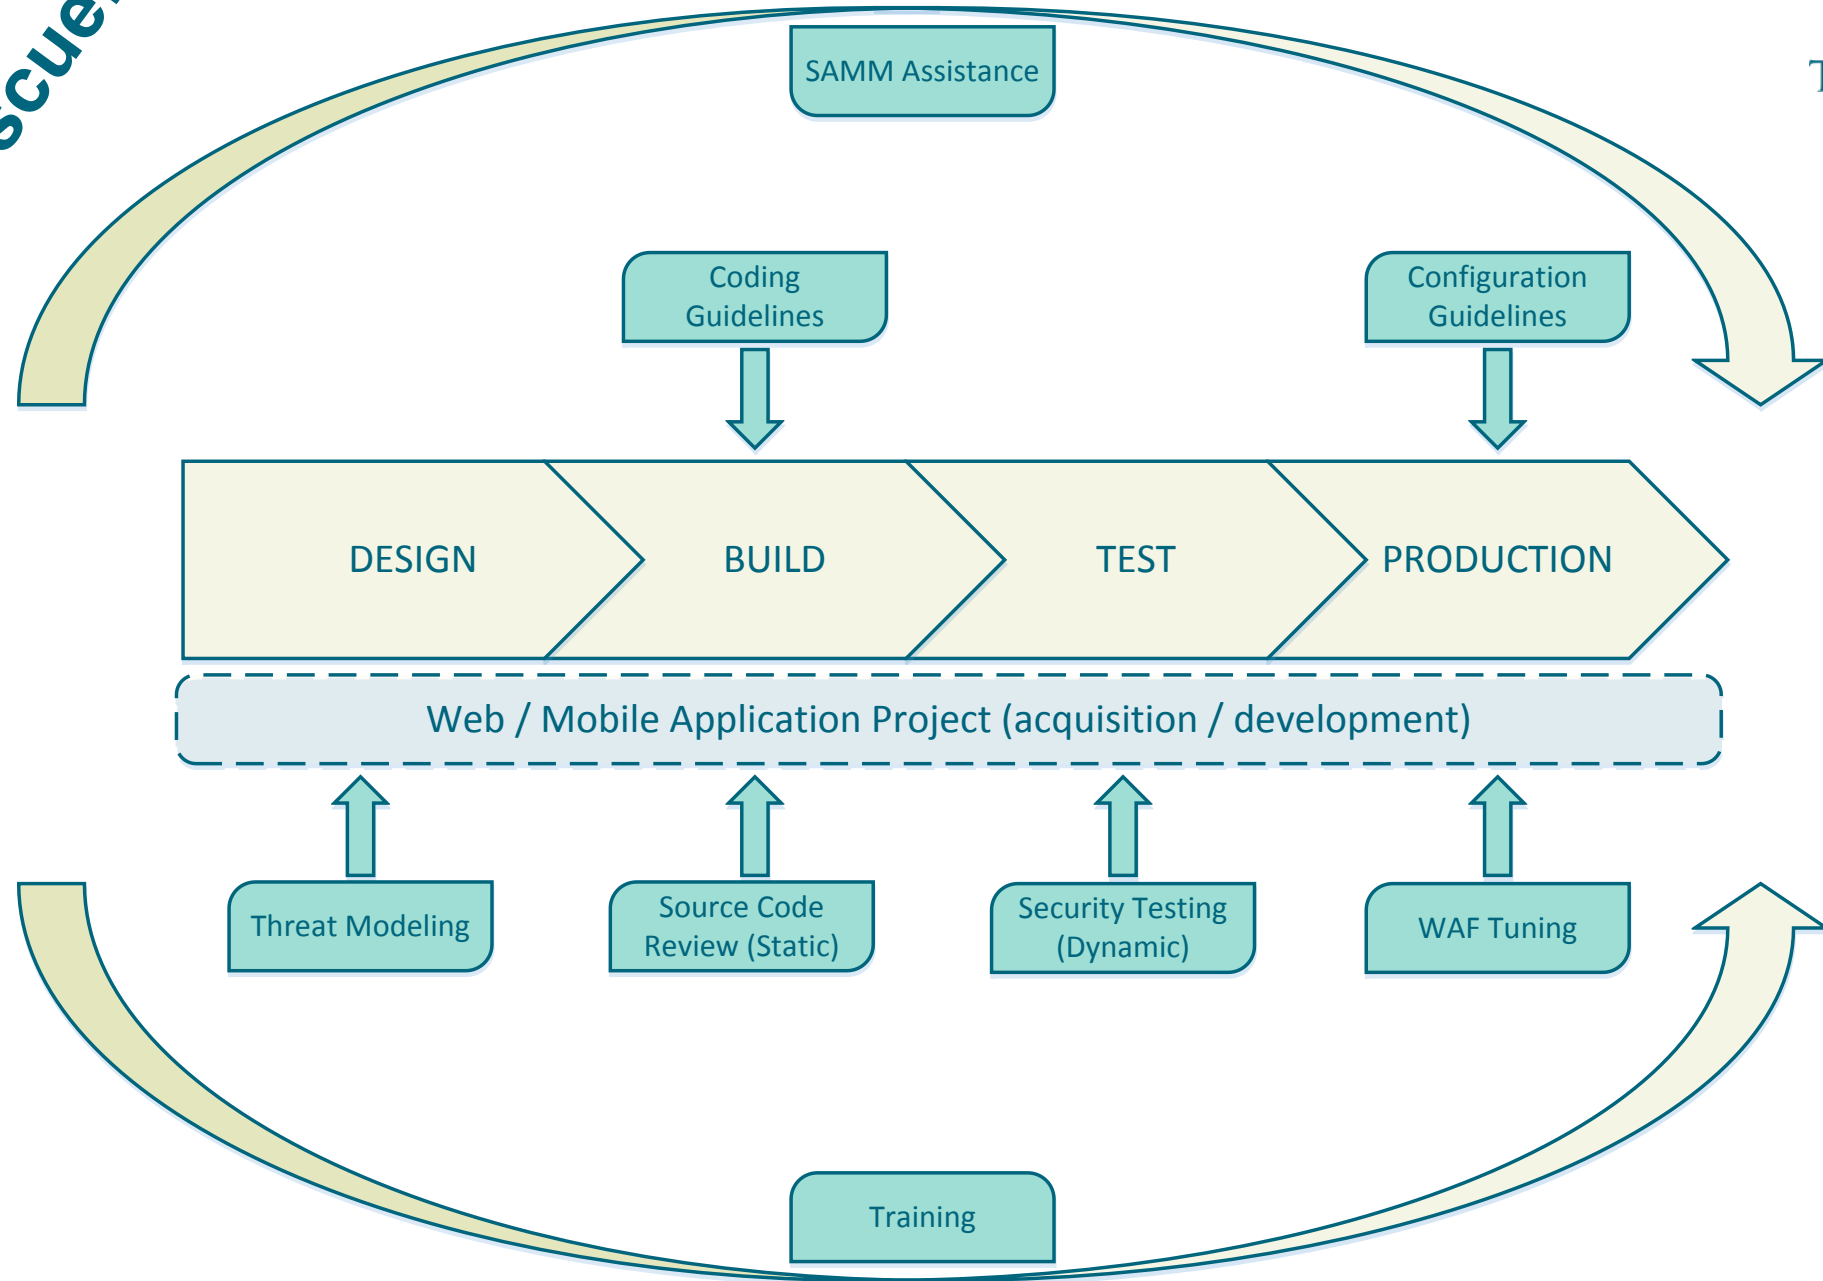 SAMM Assistance
Coding
Guidelines
Configuration
Guidelines
DESIGN
BUILD
TEST
PRODUCTION
Web / Mobile Application Project (acquisition / development)
Threat Modeling
Source Code
Review (Static)
Security Testing
(Dynamic)
WAF Tuning
Training